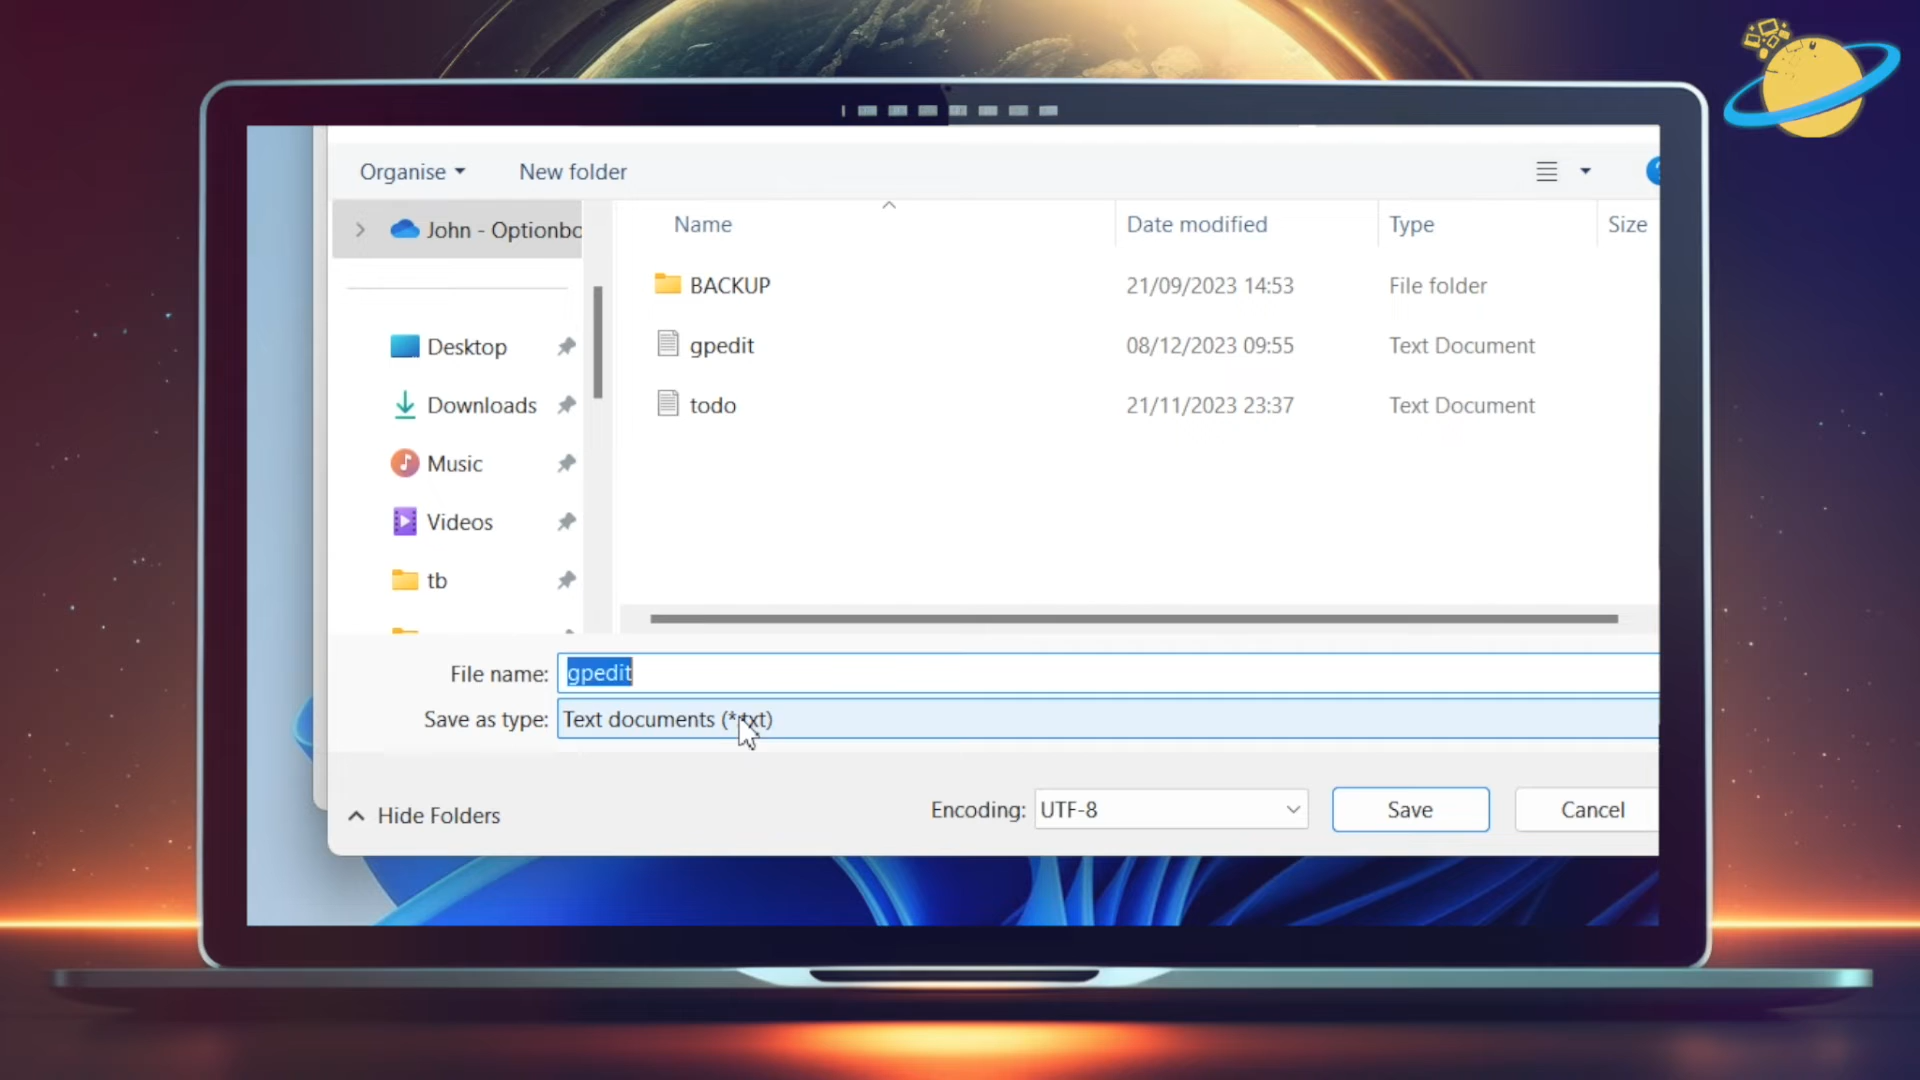 Organise New folder
John - Optionbo
Name Date modified Type Size
BACKUP 21/09/2023 14:53 File folder
gpedit 08/12/2023 09:55 Text Document
todo 21/11/2023 23:37 Text Document
Desktop
Downloads
Music
Videos
tb
File name: gpedit
Save as type: Text documents (*.txt)
Hide Folders
Encoding: UTF-8 Save Cancel